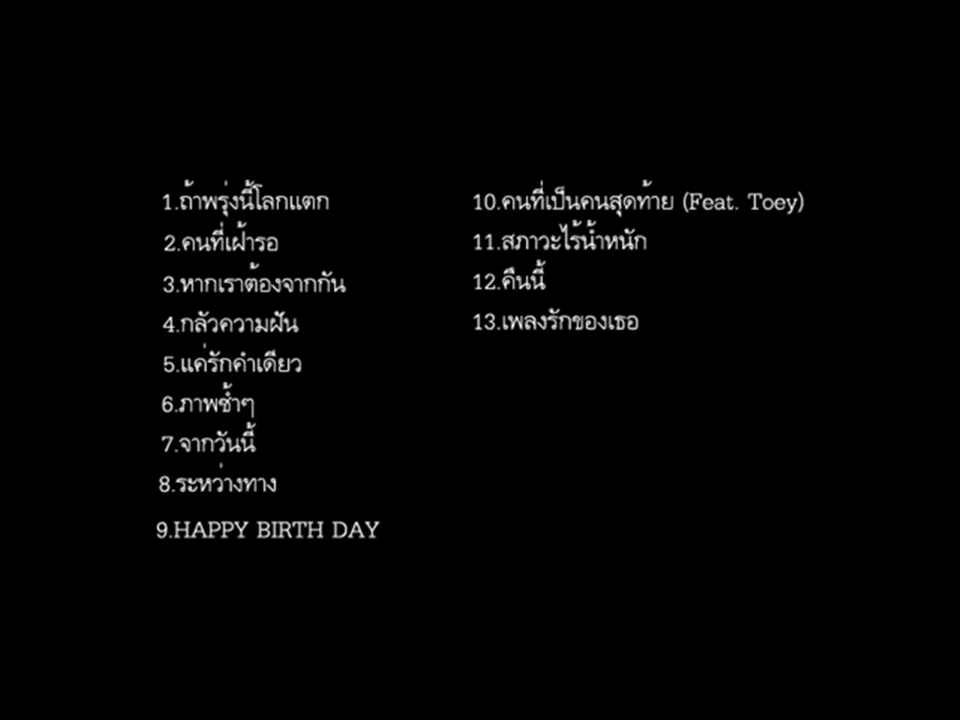 1.ถ้าพรุ่งนี้โลกแตก
2.คนที่เฝ้ารอ
3.หากเราต้องจากกัน
4.กลัวความฝัน
5.แค่รักคำเดียว
6.ภาพซ้ำๆ
7.จากวันนี้
8.ระหว่างทาง
9.HAPPY BIRTH DAY
10.คนที่เป็นคนสุดท้าย (Feat. Toey)
11.สภาวะไร้น้ำหนัก
12.คืนนี้
13.เพลงรักของเธอ